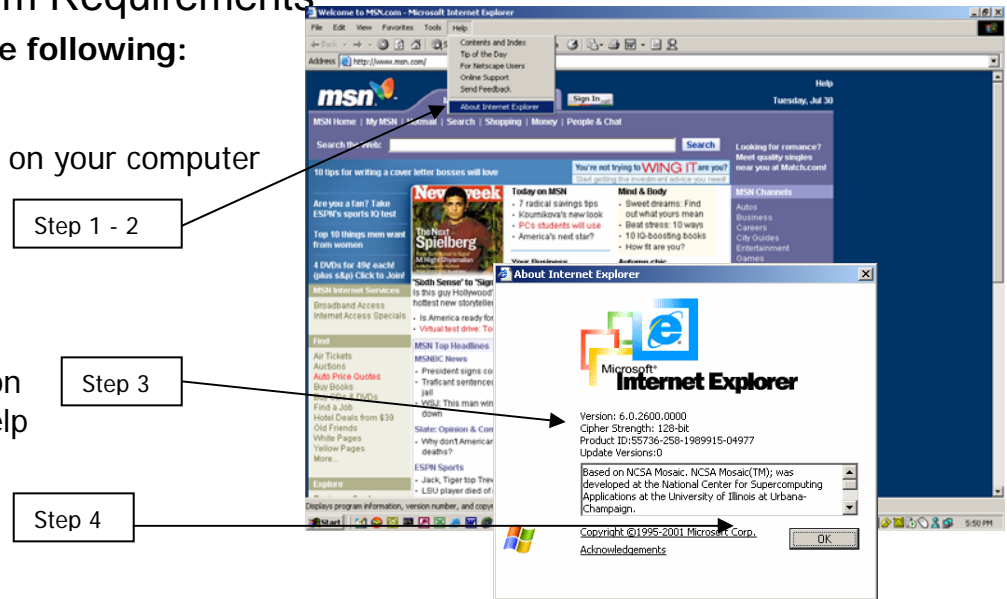 m Requirements
e following:
on your computer
Step 1 - 2
on
elp
Step 3
Step 4
Welcome to MSN.com - Microsoft Internet Explorer
File Edit View Favorites Tools Help
Back
Contents and Index
Tip of the Day
For Netscape Users
Online Support
Send Feedback
About Internet Explorer
Address http://www.msn.com/
msn
Sign In
Help
Tuesday, Jul 30
MSN Home | My MSN | Hotmail | Search | Shopping | Money | People & Chat
Search the Web:
Search
Looking for romance?
Meet quality singles
near you at Match.com!
10 tips for writing a cover letter bosses will love
You're not trying to WING IT are you?
Start getting the investment advice you need!
Are you a fan? Take
ESPN's sports IQ test
Top 10 things men want
from women
4 DVDs for 49¢ each!
(plus s&p) Click to Join!
MSN Internet Services
Broadband Access
Internet Access Specials
Find
Air Tickets
Auctions
Auto Price Quotes
Buy Books
Buy CDs & DVDs
Find a Job
Hotel Deals from $39
Old Friends
White Pages
Yellow Pages
More...
Explore
Newsweek
The Next
Spielberg
M. Night Shyamalan
'Sixth Sense' to 'Sign
Is this guy Hollywood'
hottest new storytelle
Is America ready for
Virtual test drive: To
MSN Top Headlines
MSNBC News
President signs co
Traficant sentence
jail
WSJ: This man win
down
Slate: Opinion & Con
Why don't American
deaths?
ESPN Sports
Jack, Tiger top Trev
LSU player died of
Today on MSN
7 radical savings tips
Kournikova's new look
PCs students will use
America's next star?
Your Business
Mind & Body
Sweet dreams: Find
out what yours mean
Beat stress: 10 ways
10 IQ-boosting books
How fit are you?
Autumn chic
MSN Channels
Autos
Business
Careers
City Guides
Entertainment
Games
Displays program information, version number, and copy
Start
5:50 PM
About Internet Explorer
Microsoft®
Internet Explorer
Version: 6.0.2600.0000
Cipher Strength: 128-bit
Product ID:55736-258-1989915-04977
Update Versions:0
Based on NCSA Mosaic. NCSA Mosaic(TM); was
developed at the National Center for Supercomputing
Applications at the University of Illinois at Urbana-
Champaign.
Copyright ©1995-2001 Microsoft Corp.
Acknowledgements
OK